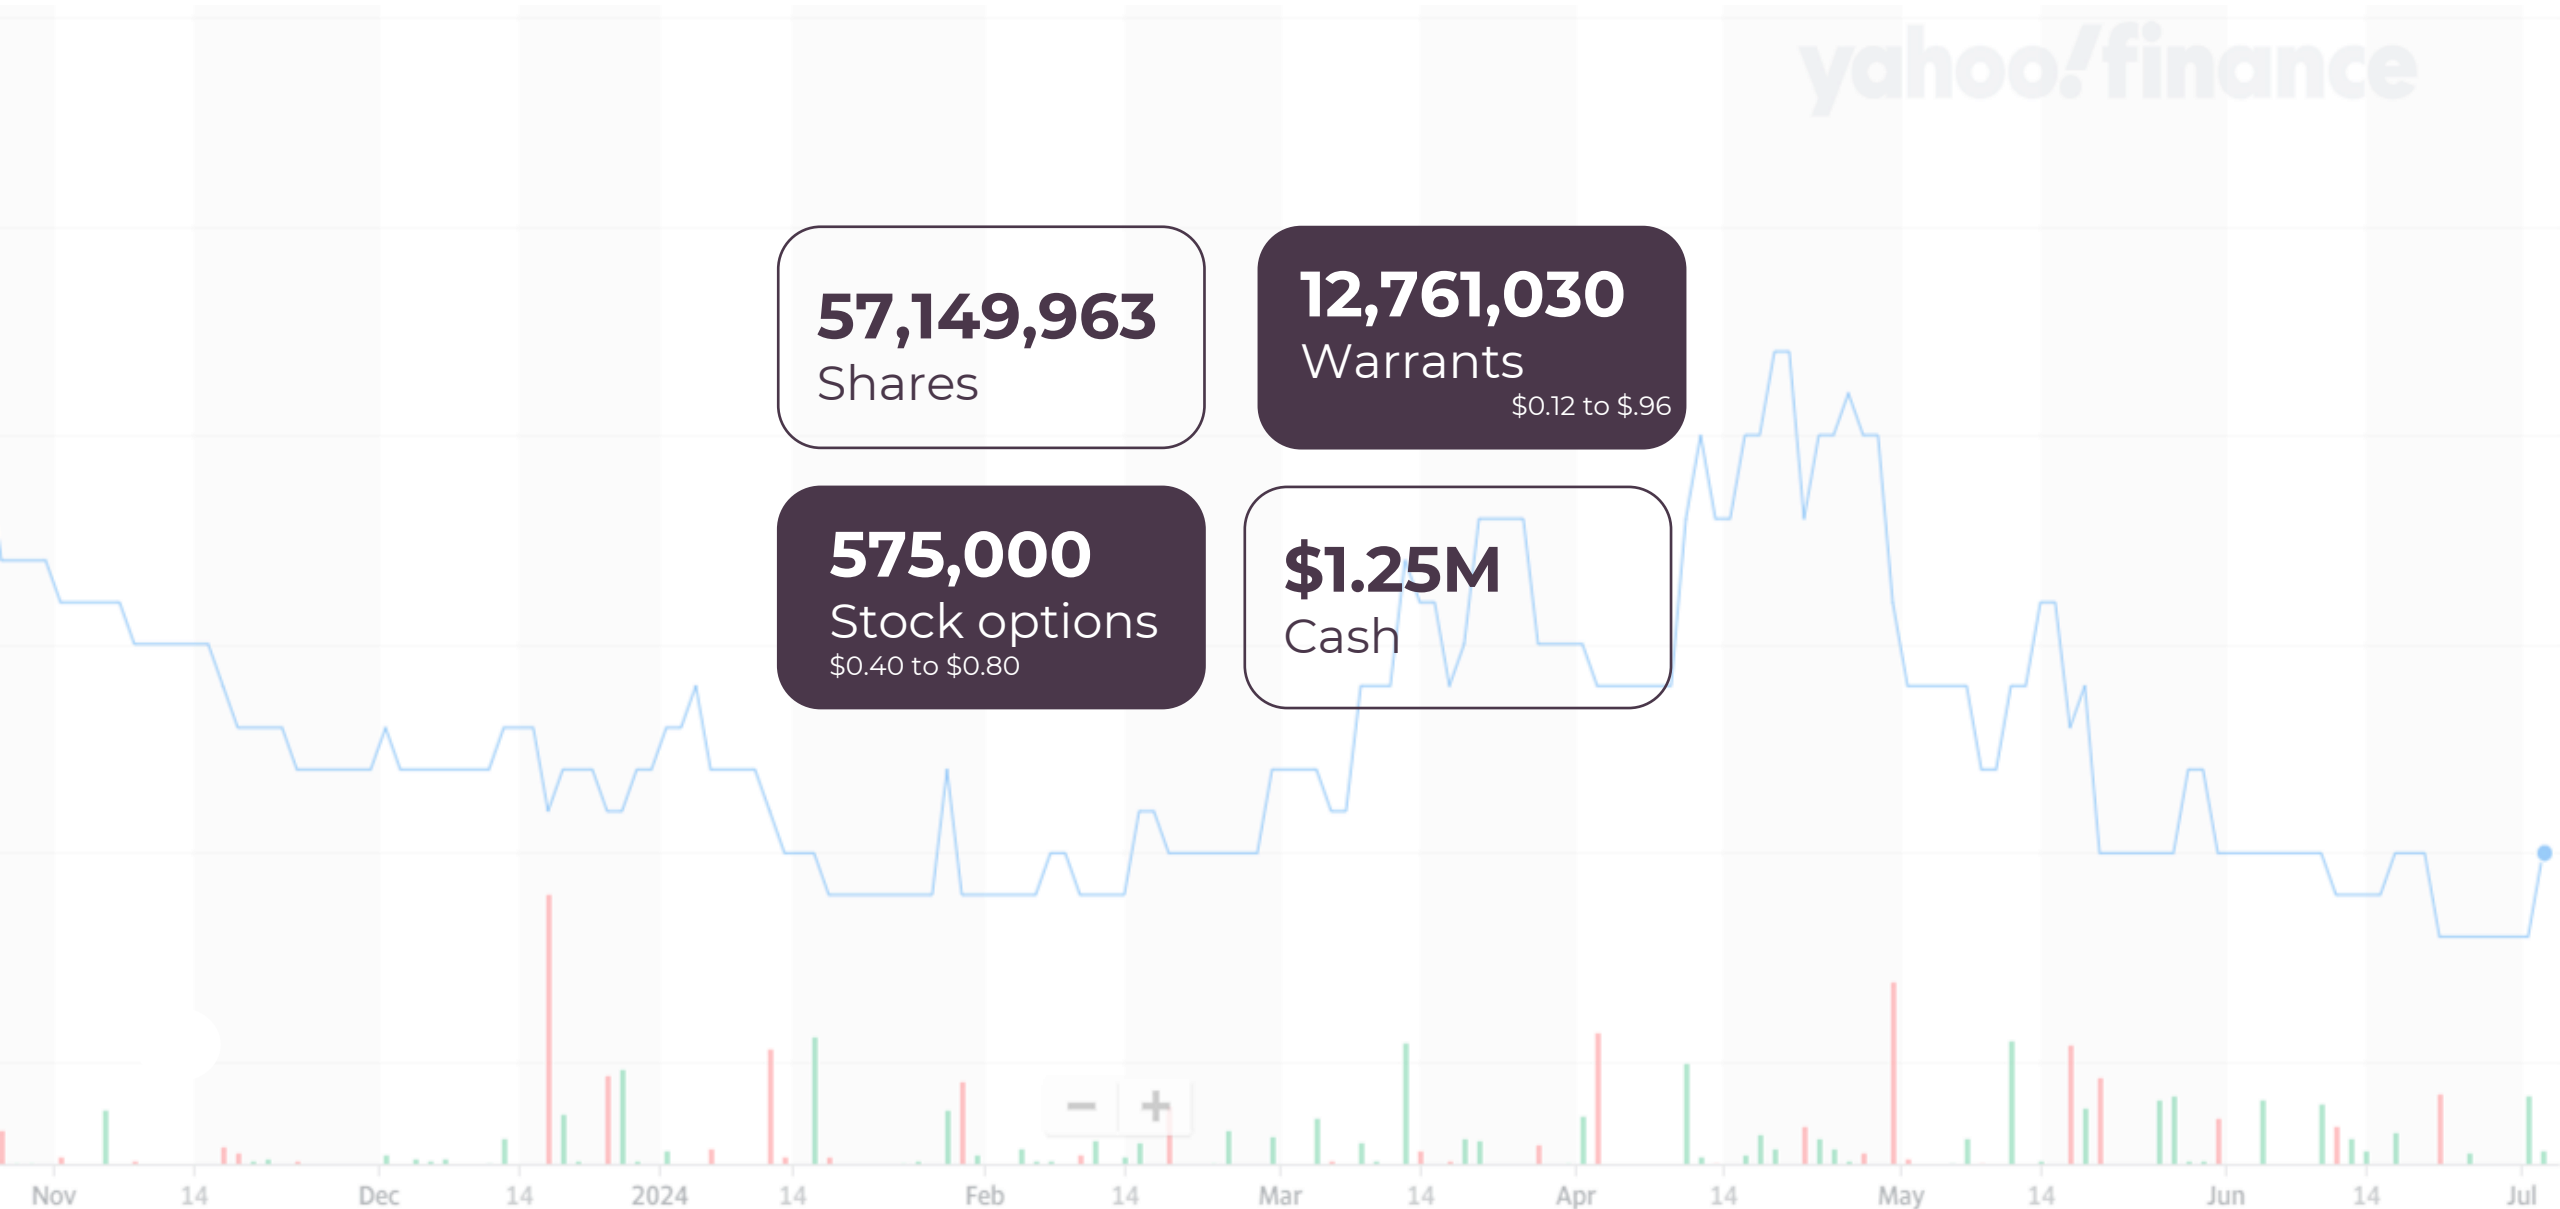 yahoo!finance
57,149,963
Shares
12,761,030
Warrants
$0.12 to $.96
575,000
Stock options
$0.40 to $0.80
$1.25M
Cash
Nov 14 Dec 14 2024 14 Feb 14 Mar 14 Apr 14 May 14 Jun 14 Jul